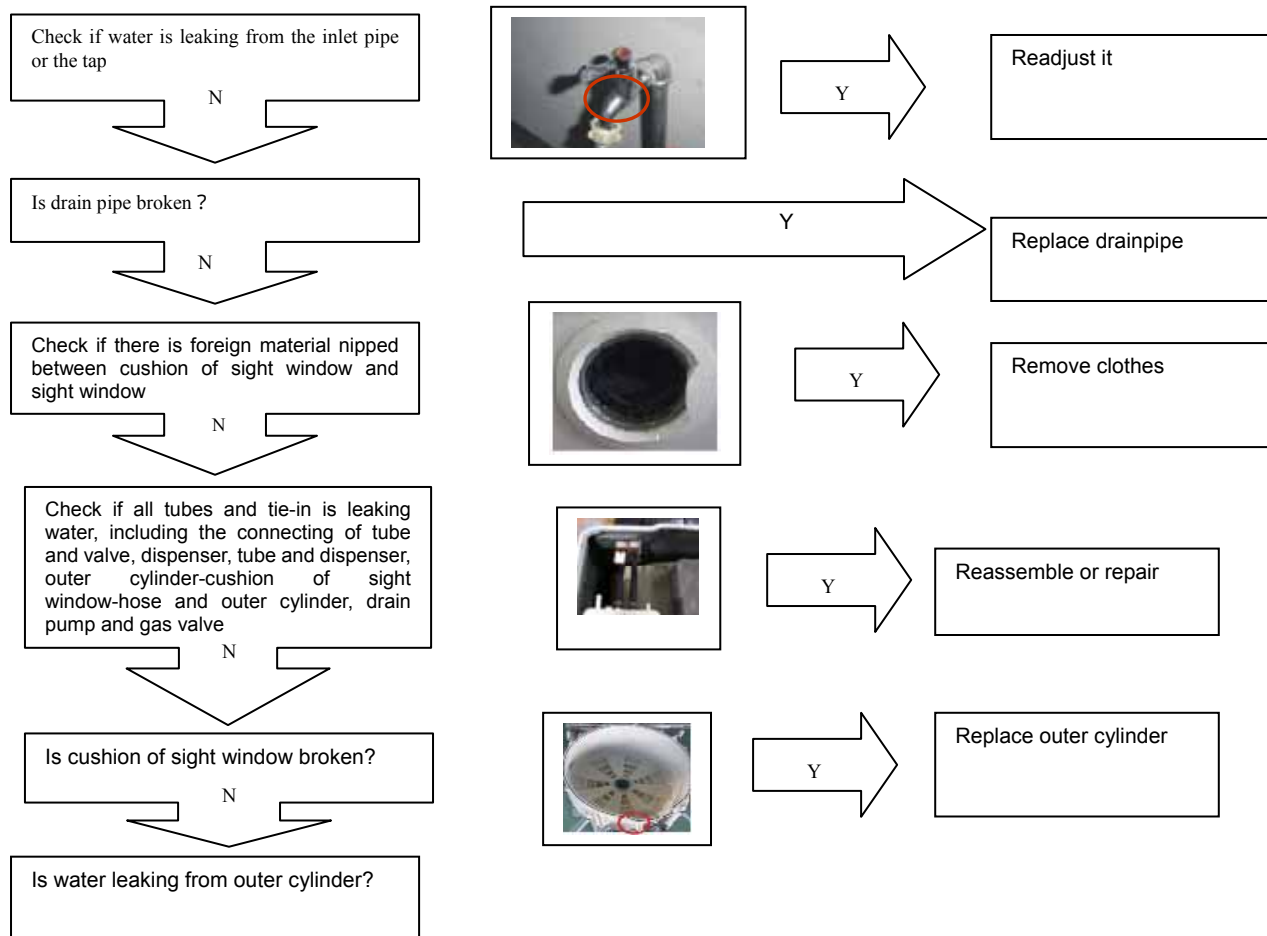 Check if water is leaking from the inlet pipe
or the tap
N
Y
Readjust it
Is drain pipe broken？
N
Y
Replace drainpipe
Check if there is foreign material nipped
between cushion of sight window and
sight window
N
Y
Remove clothes
Check if all tubes and tie-in is leaking
water, including the connecting of tube
and valve, dispenser, tube and dispenser,
outer cylinder-cushion of sight
window-hose and outer cylinder, drain
pump and gas valve
N
Y
Reassemble or repair
Is cushion of sight window broken?
N
Y
Replace outer cylinder
Is water leaking from outer cylinder?